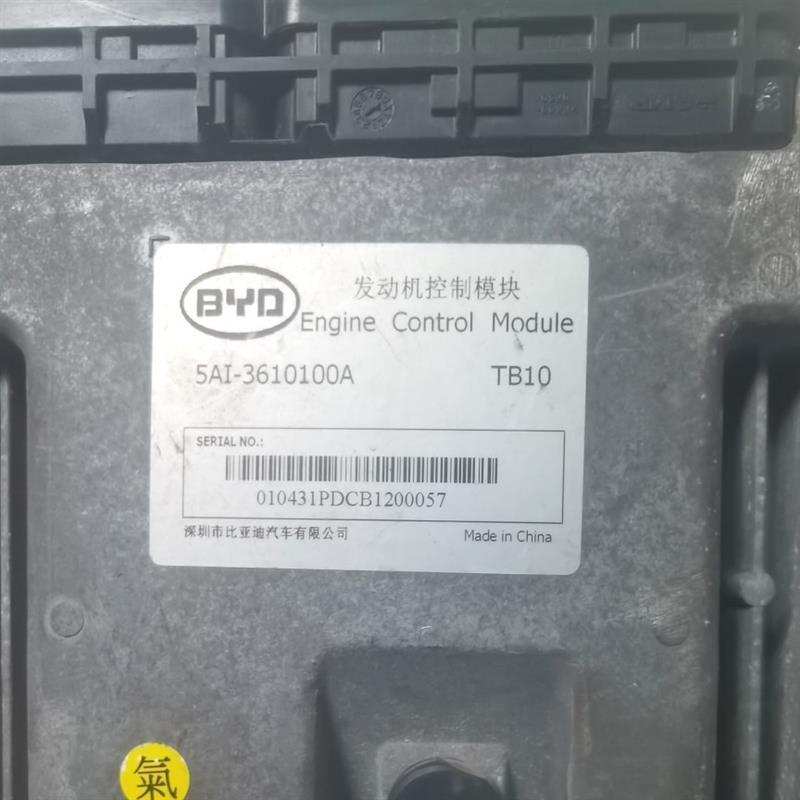 BYD
发动机控制模块
Engine Control Module
5AI-3610100A TB10
SERIAL NO.:
010431PDCB1200057
深圳市比亚迪汽车有限公司 Made in China
氣